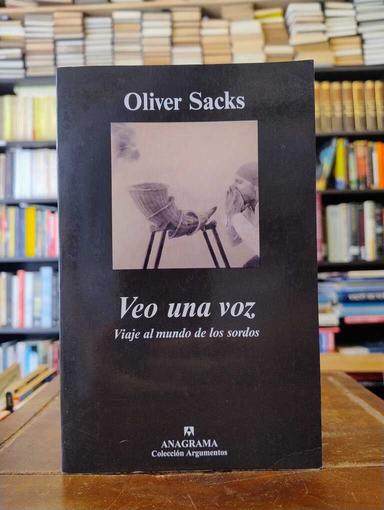 Oliver Sacks
Veo una voz
Viaje al mundo de los sordos
ANAGRAMA
Colección Argumentos